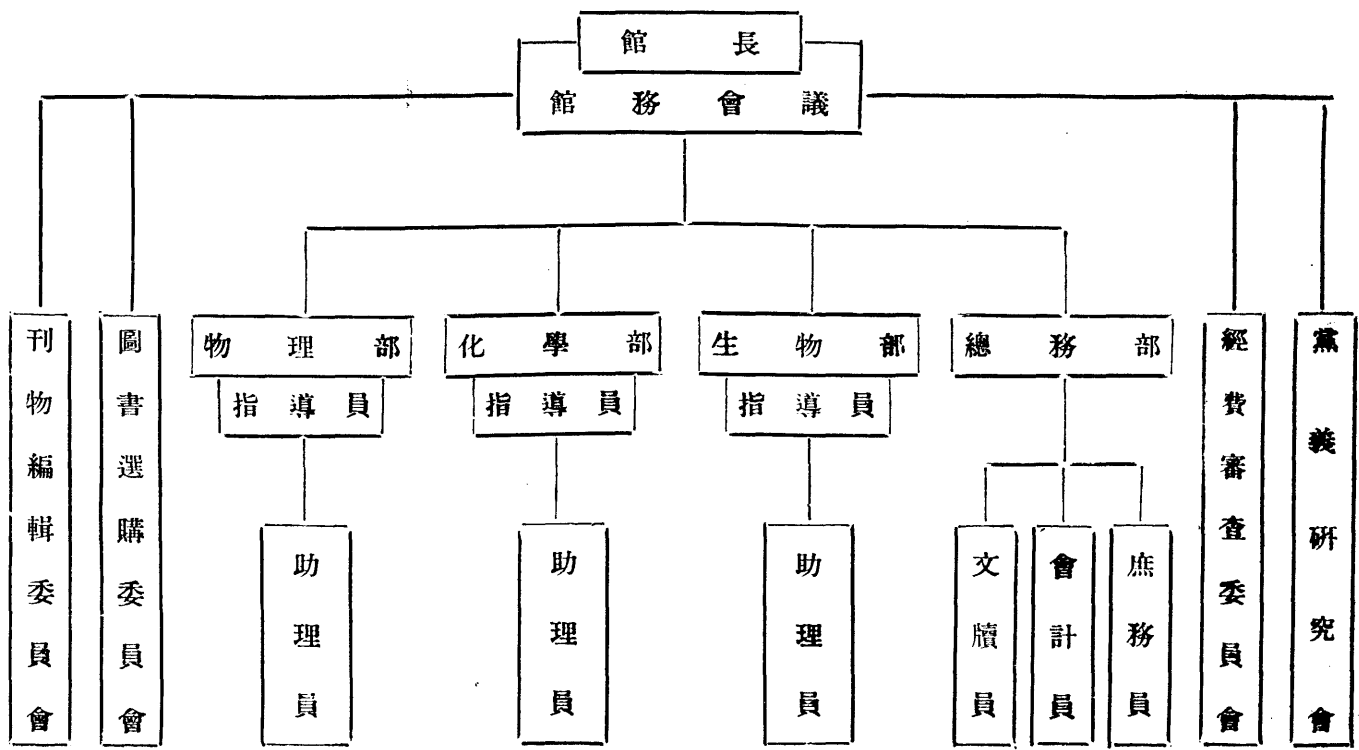 館長
館務會議
刊物編輯委員會
圖書選購委員會
物理部
指導員
助理員
化學部
指導員
助理員
生物部
指導員
助理員
總務部
文牘員
會計員
庶務員
經費審查委員會
黨義硏究會